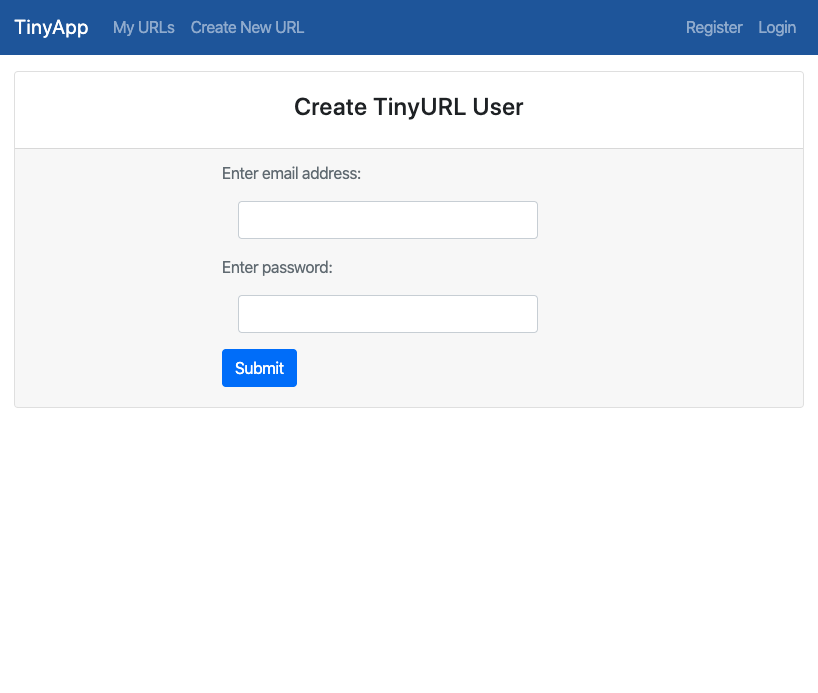 TinyApp My URLs Create New URL Register Login
Create TinyURL User
Enter email address:
Enter password:
Submit